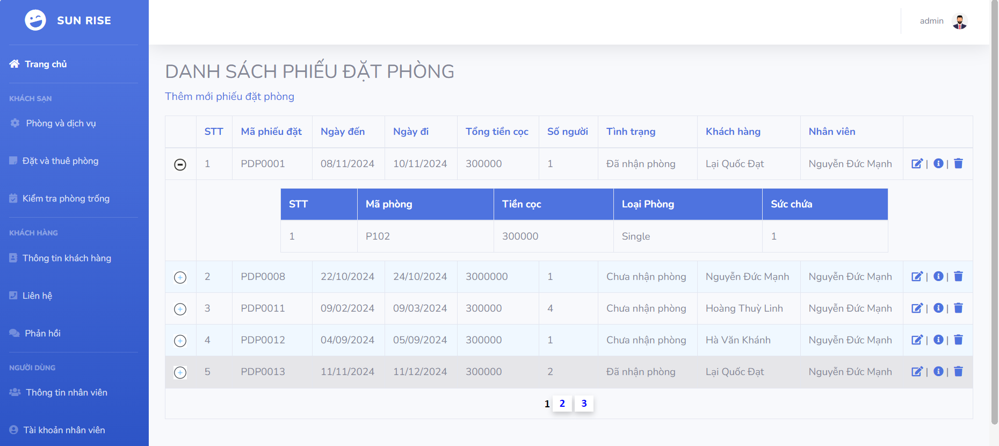 SUN RISE
admin
Trang chủ
KHÁCH SẠN
Phòng và dịch vụ
Đặt và thuê phòng
Kiểm tra phòng trống
KHÁCH HÀNG
Thông tin khách hàng
Liên hệ
Phản hồi
NGƯỜI DÙNG
Thông tin nhân viên
Tài khoản nhân viên
DANH SÁCH PHIẾU ĐẶT PHÒNG
Thêm mới phiếu đặt phòng
STT Mã phiếu đặt Ngày đến Ngày đi Tổng tiền cọc Số người Tình trạng Khách hàng Nhân viên
1 PDP0001 08/11/2024 10/11/2024 300000 1 Đã nhận phòng Lại Quốc Đạt Nguyễn Đức Mạnh | |
STT Mã phòng Tiền cọc Loại Phòng Sức chứa
1 P102 300000 Single 1
2 PDP0008 22/10/2024 24/10/2024 3000000 1 Chưa nhận phòng Nguyễn Đức Mạnh Nguyễn Đức Mạnh | |
3 PDP0011 09/02/2024 09/03/2024 300000 4 Chưa nhận phòng Hoàng Thuỳ Linh Nguyễn Đức Mạnh | |
4 PDP0012 04/09/2024 05/09/2024 300000 1 Chưa nhận phòng Hà Văn Khánh Nguyễn Đức Mạnh | |
5 PDP0013 11/11/2024 11/12/2024 300000 2 Đã nhận phòng Lại Quốc Đạt Nguyễn Đức Mạnh | |
1 2 3